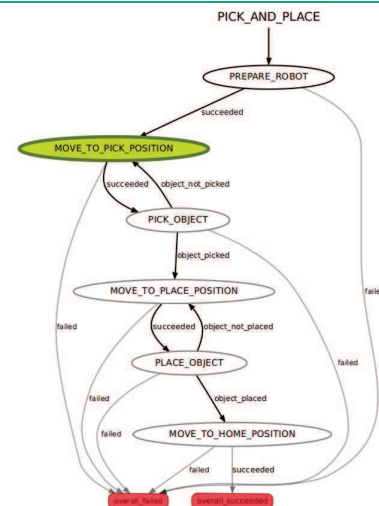 PICK_AND_PLACE
PREPARE_ROBOT
succeeded
MOVE_TO_PICK_POSITION
succeeded
object_not_picked
PICK_OBJECT
object_picked
MOVE_TO_PLACE_POSITION
faile
failed
succeeded
object_not_placed
PLACE_OBJECT
failed
failed
object_placed
failed
MOVE_TO_HOME_POSITION
failed
succeeded
overall_failed
overall_succeeded